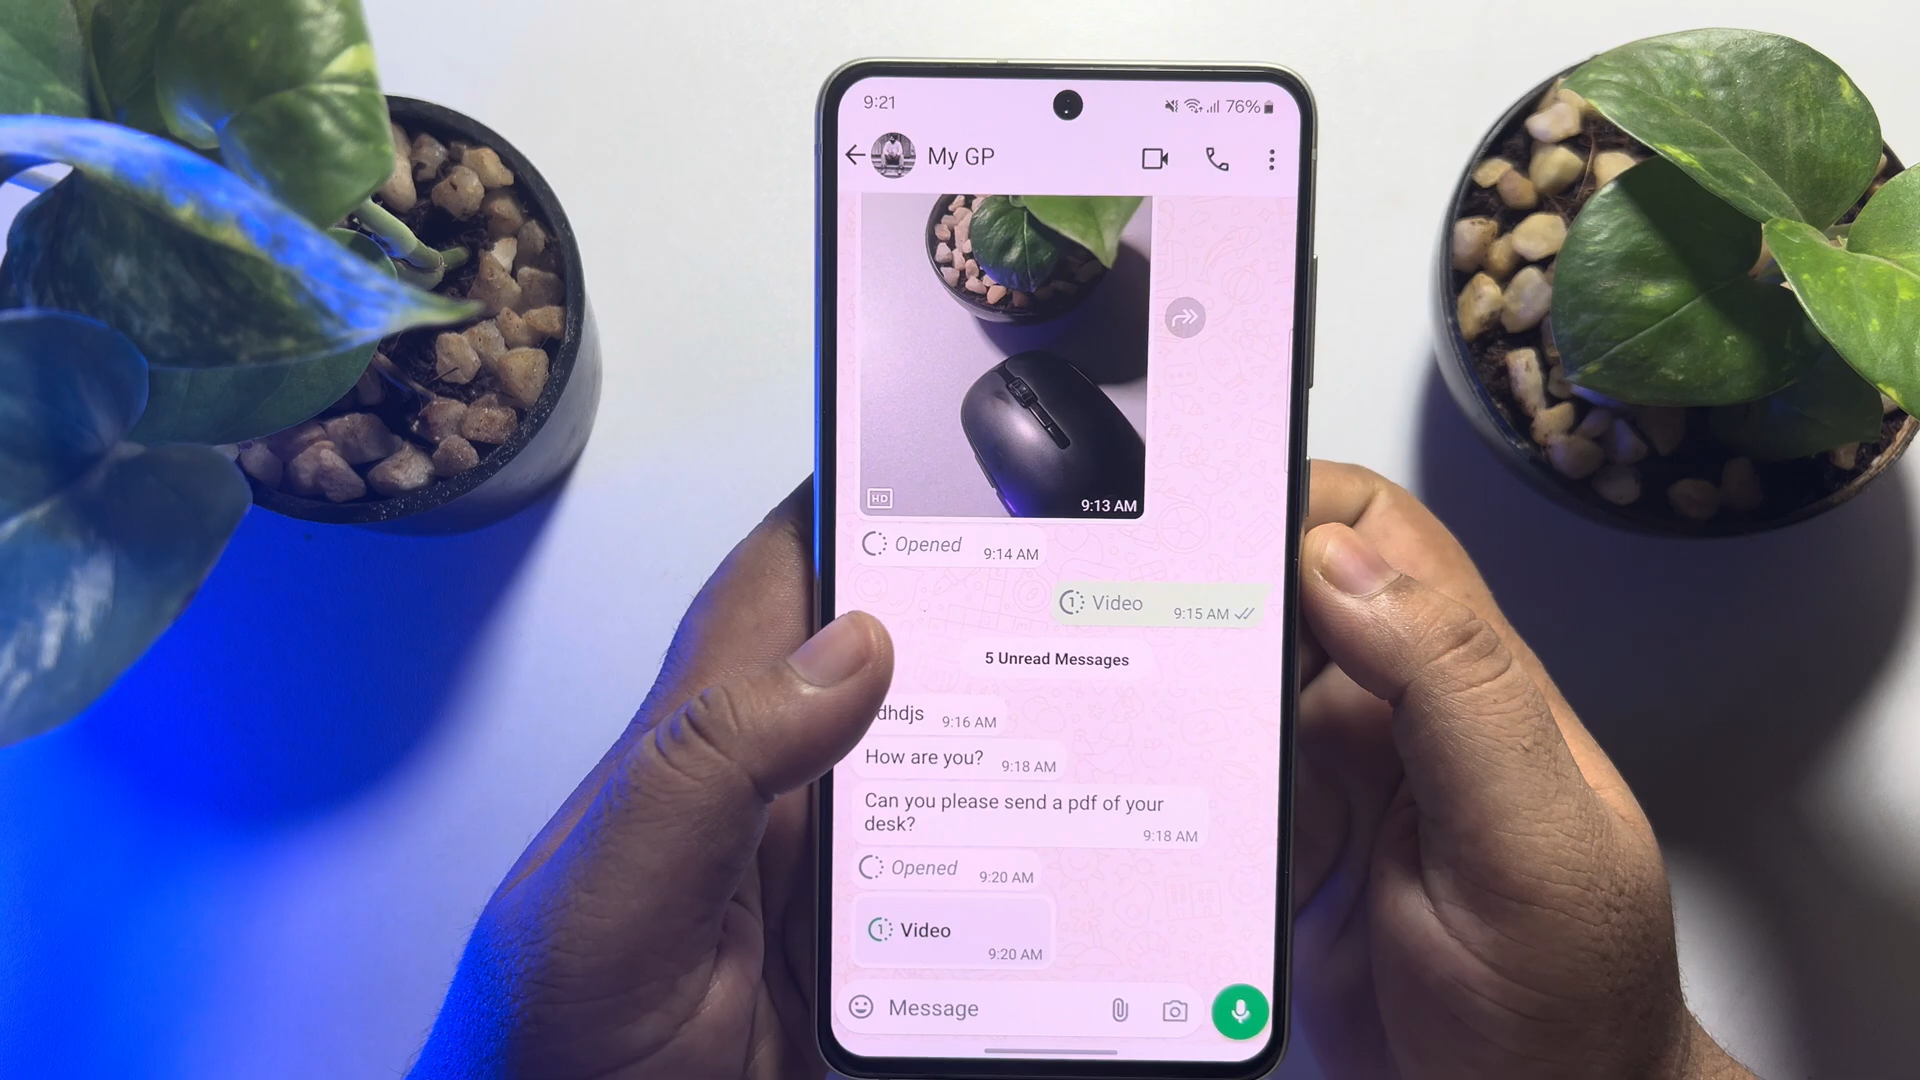 9:21 76%
My GP
HD 9:13 AM
Opened 9:14 AM
1 Video 9:15 AM
5 Unread Messages
dhdjs 9:16 AM
How are you? 9:18 AM
Can you please send a pdf of your
desk?
9:18 AM
Opened 9:20 AM
1 Video
9:20 AM
Message